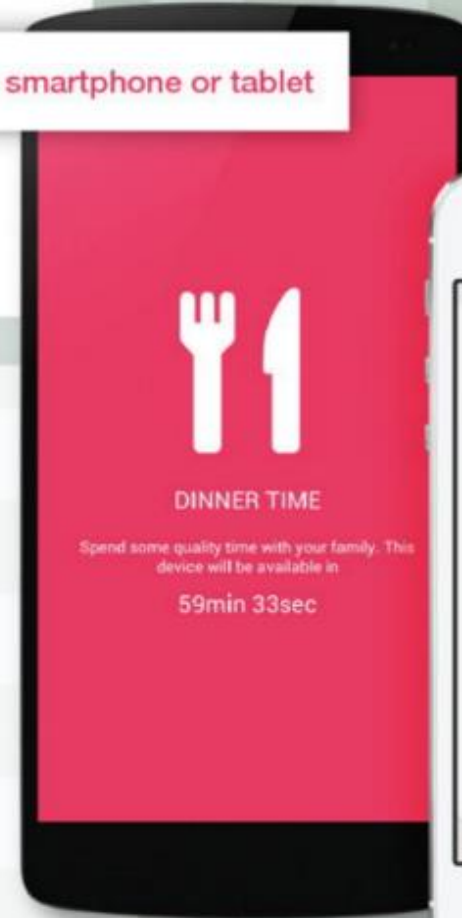 smartphone or tablet
DINNER TIME
Spend some quality time with your family. This
device will be available in
59min 33sec